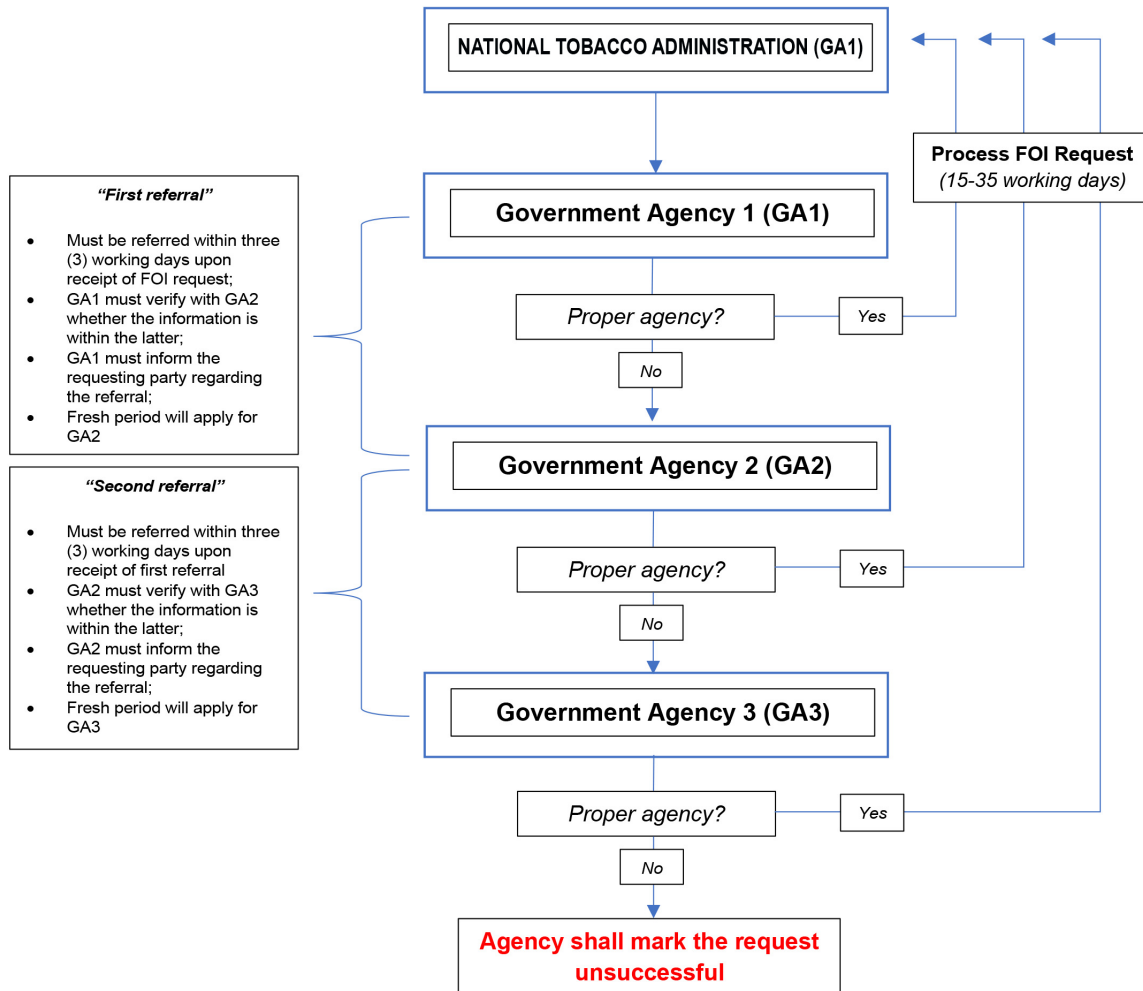 NATIONAL TOBACCO ADMINISTRATION (GA1)
Process FOI Request
(15-35 working days)
“First referral”
• Must be referred within three
(3) working days upon
receipt of FOI request;
• GA1 must verify with GA2
whether the information is
within the latter;
• GA1 must inform the
requesting party regarding
the referral;
• Fresh period will apply for
GA2
Government Agency 1 (GA1)
Proper agency?
Yes
No
Government Agency 2 (GA2)
“Second referral”
• Must be referred within three
(3) working days upon
receipt of first referral
• GA2 must verify with GA3
whether the information is
within the latter;
• GA2 must inform the
requesting party regarding
the referral;
• Fresh period will apply for
GA3
Proper agency?
Yes
No
Government Agency 3 (GA3)
Proper agency?
Yes
No
Agency shall mark the request
unsuccessful